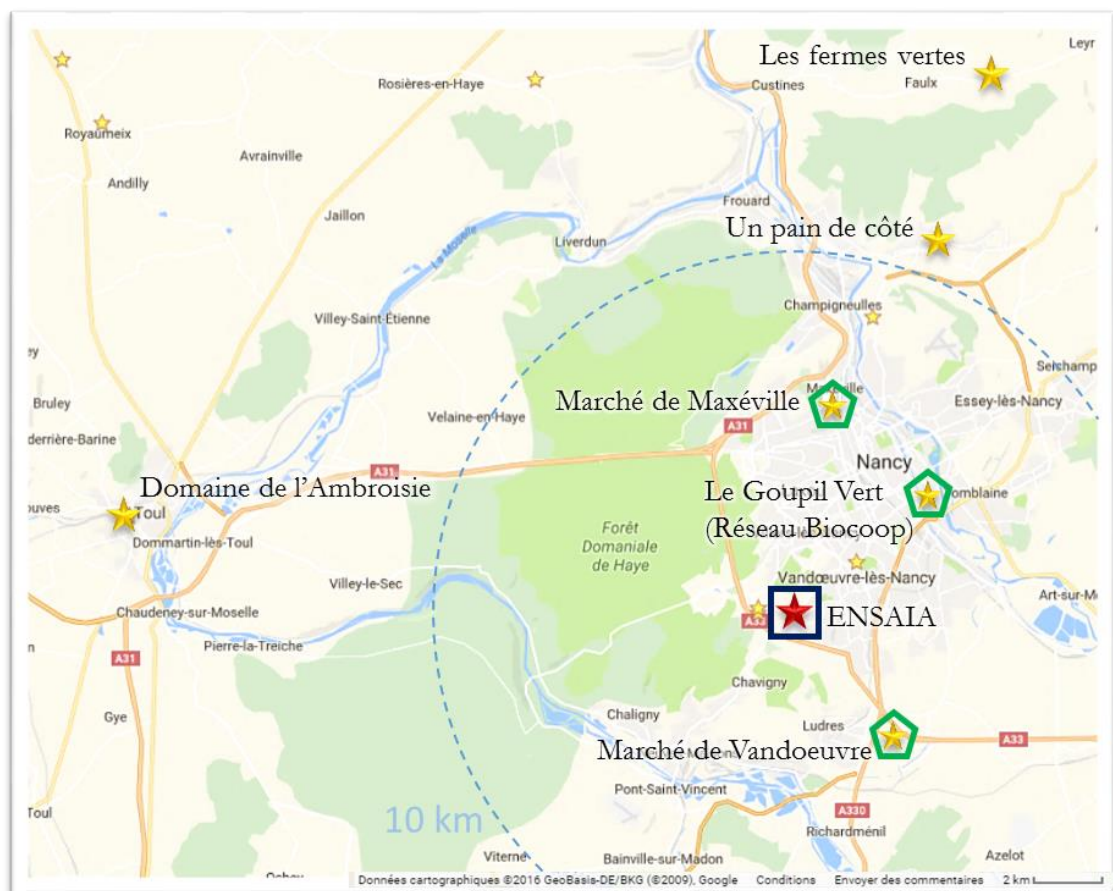 Les fermes vertes
Leyr
Faulx
Custines
Rosières-en-Haye
Royaumeix
Avrainville
Andilly
Jaillon
Frouard
Un pain de côté
Liverdun
La Moselle
Champigneulles
Villey-Saint-Étienne
Seichamp
Marché de Maxéville
Essey-lès-Nancy
Bruley
Velaine-en-Haye
A31
derrière-Barine
Nancy
A31
Domaine de l'Ambroisie
Le Goupil Vert
(Réseau Biocoop)
Toul
Forêt
Domaniale
de Haye
Dommartin-lès-Toul
Villey-le-Sec
Vandœuvre-lès-Nancy
Art-sur-M
Chaudeney-sur-Moselle
A33
ENSAIA
Pierre-la-Treiche
A31
Chavigny
Gye
Chaligny
Ludres
A33
Marché de Vandoeuvre
Pont-Saint-Vincent
Toul
10 km
A330
Richardménil
Viterne
Bainville-sur-Madon
Azelot
Données cartographiques ©2016 GeoBasis-DE/BKG (©2009), Google Conditions Envoyer des commentaires 2 km